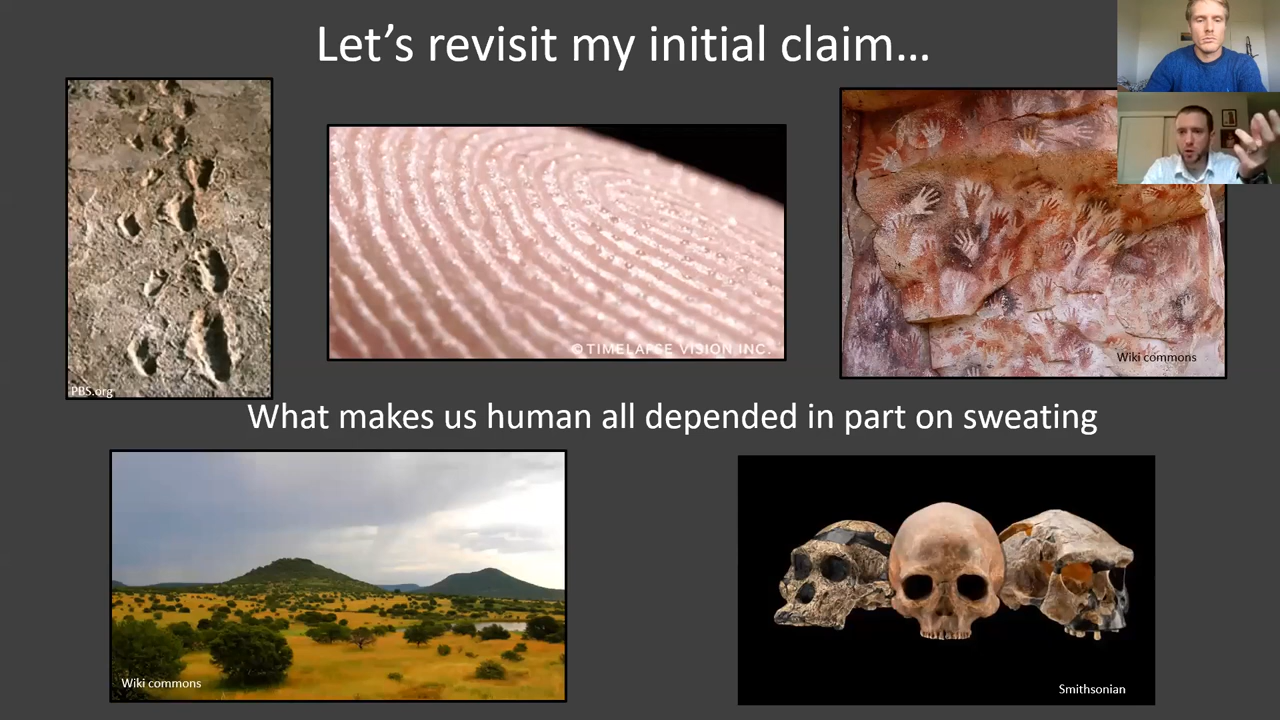 Let's revisit my initial claim…
PBS.org
©TIMELAPSE VISION INC.
Wiki commons
What makes us human all depended in part on sweating
Wiki commons
Smithsonian